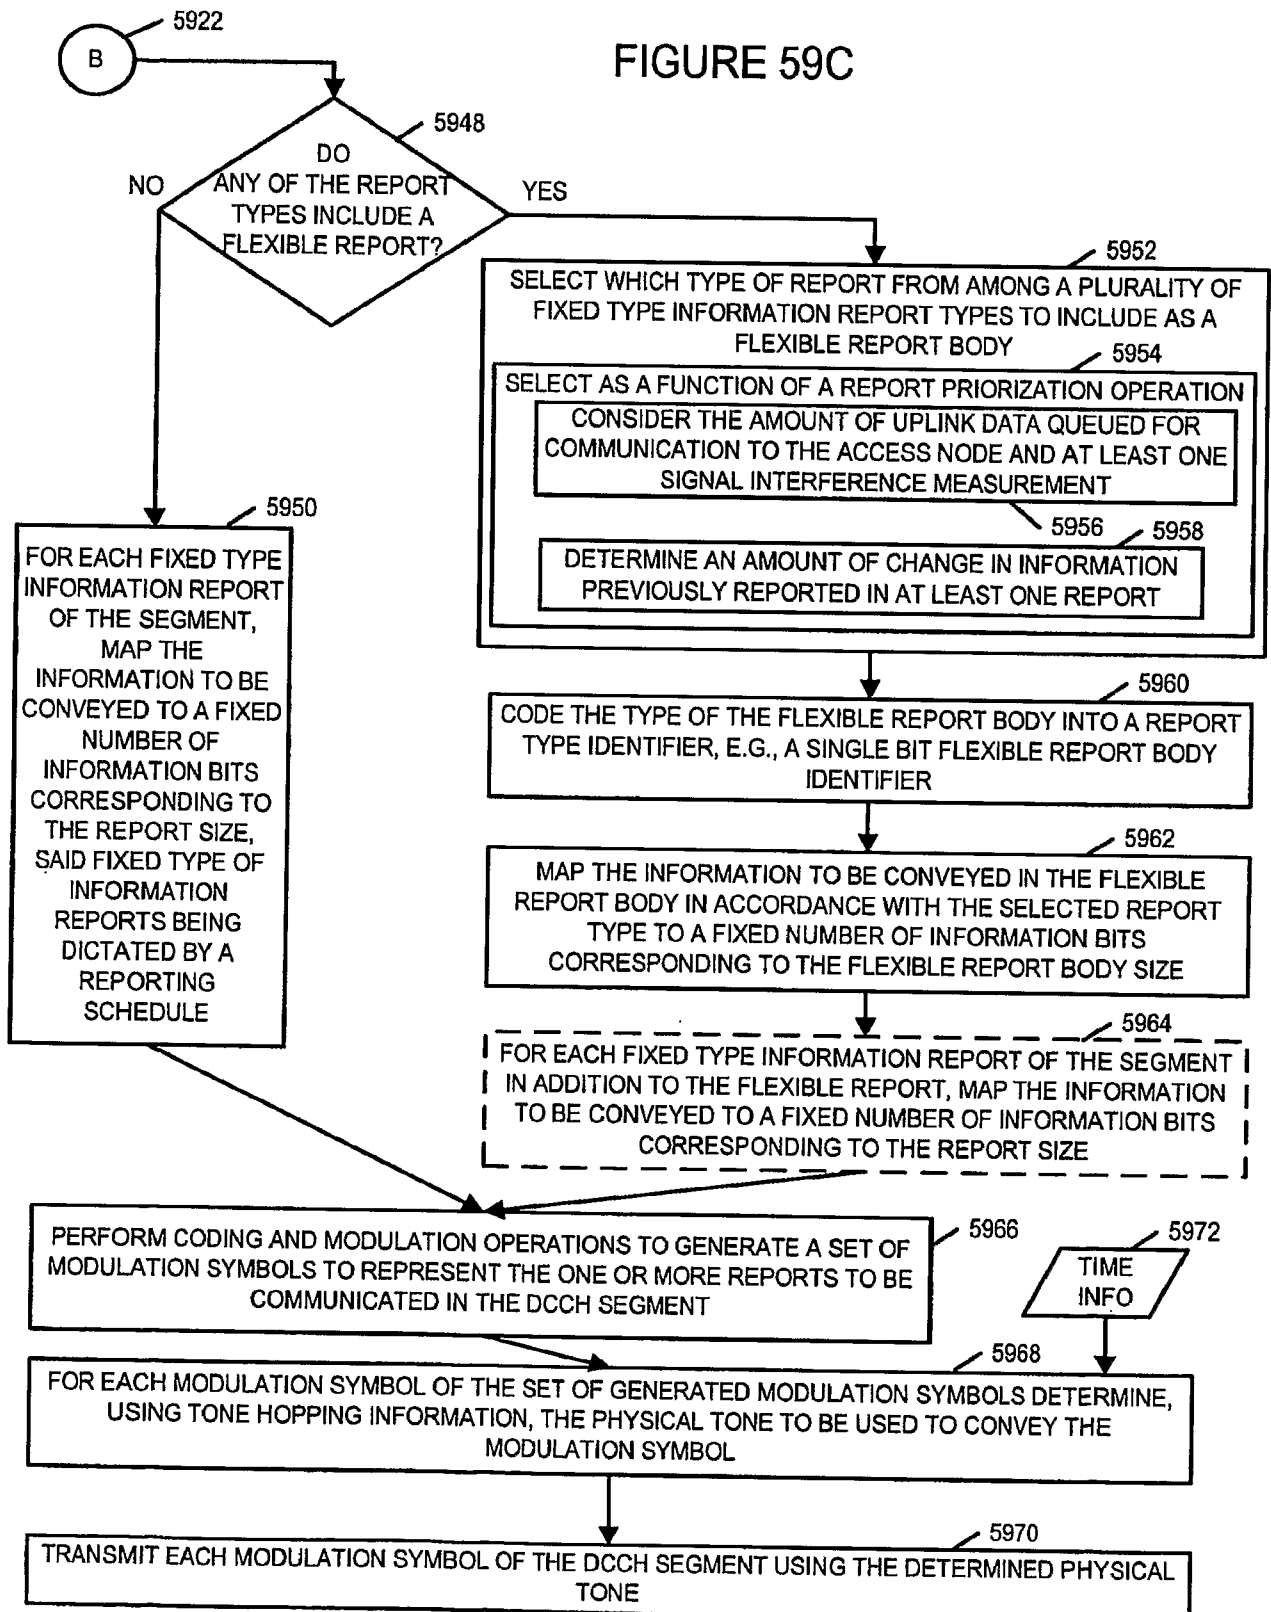 5922
B
FIGURE 59C
5948
DO
ANY OF THE REPORT
TYPES INCLUDE A
FLEXIBLE REPORT?
NO
YES
5952
SELECT WHICH TYPE OF REPORT FROM AMONG A PLURALITY OF
FIXED TYPE INFORMATION REPORT TYPES TO INCLUDE AS A
FLEXIBLE REPORT BODY
5954
SELECT AS A FUNCTION OF A REPORT PRIORIZATION OPERATION
CONSIDER THE AMOUNT OF UPLINK DATA QUEUED FOR
COMMUNICATION TO THE ACCESS NODE AND AT LEAST ONE
SIGNAL INTERFERENCE MEASUREMENT
5956
5958
DETERMINE AN AMOUNT OF CHANGE IN INFORMATION
PREVIOUSLY REPORTED IN AT LEAST ONE REPORT
5950
FOR EACH FIXED TYPE
INFORMATION REPORT
OF THE SEGMENT,
MAP THE
INFORMATION TO BE
CONVEYED TO A FIXED
NUMBER OF
INFORMATION BITS
CORRESPONDING TO
THE REPORT SIZE,
SAID FIXED TYPE OF
INFORMATION
REPORTS BEING
DICTATED BY A
REPORTING
SCHEDULE
5960
CODE THE TYPE OF THE FLEXIBLE REPORT BODY INTO A REPORT
TYPE IDENTIFIER, E.G., A SINGLE BIT FLEXIBLE REPORT BODY
IDENTIFIER
5962
MAP THE INFORMATION TO BE CONVEYED IN THE FLEXIBLE
REPORT BODY IN ACCORDANCE WITH THE SELECTED REPORT
TYPE TO A FIXED NUMBER OF INFORMATION BITS
CORRESPONDING TO THE FLEXIBLE REPORT BODY SIZE
5964
FOR EACH FIXED TYPE INFORMATION REPORT OF THE SEGMENT
IN ADDITION TO THE FLEXIBLE REPORT, MAP THE INFORMATION
TO BE CONVEYED TO A FIXED NUMBER OF INFORMATION BITS
CORRESPONDING TO THE REPORT SIZE
5966
PERFORM CODING AND MODULATION OPERATIONS TO GENERATE A SET OF
MODULATION SYMBOLS TO REPRESENT THE ONE OR MORE REPORTS TO BE
COMMUNICATED IN THE DCCH SEGMENT
5972
TIME
INFO
5968
FOR EACH MODULATION SYMBOL OF THE SET OF GENERATED MODULATION SYMBOLS DETERMINE,
USING TONE HOPPING INFORMATION, THE PHYSICAL TONE TO BE USED TO CONVEY THE
MODULATION SYMBOL
5970
TRANSMIT EACH MODULATION SYMBOL OF THE DCCH SEGMENT USING THE DETERMINED PHYSICAL
TONE